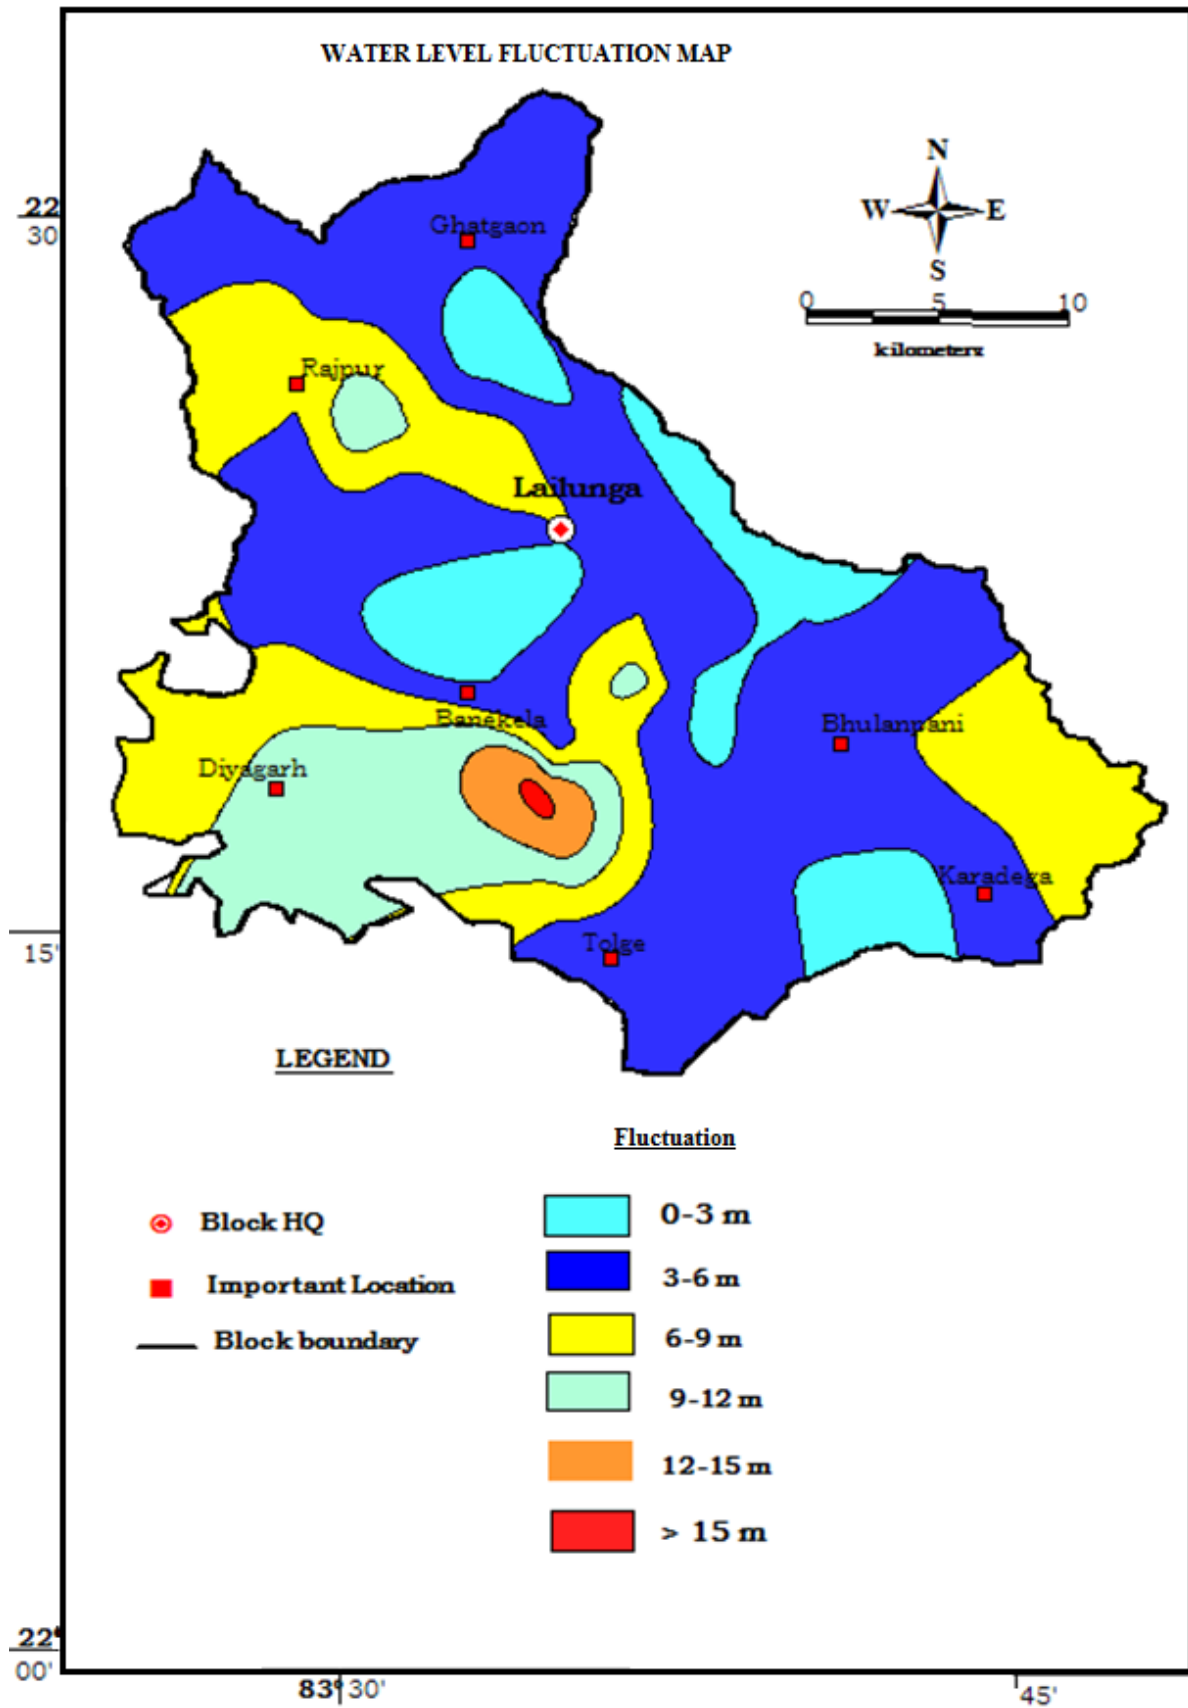 WATER LEVEL FLUCTUATION MAP
N
W E
S
22
30
Ghatgaon
0 5 10
kilometers
Rajpur
Lailunga
Banekela
Bhulanpani
Diyagarh
Karadega
Tolge
15'
LEGEND
Fluctuation
Block HQ
Important Location
Block boundary
0-3 m
3-6 m
6-9 m
9-12 m
12-15 m
> 15 m
22°
00'
83° 30'
45'